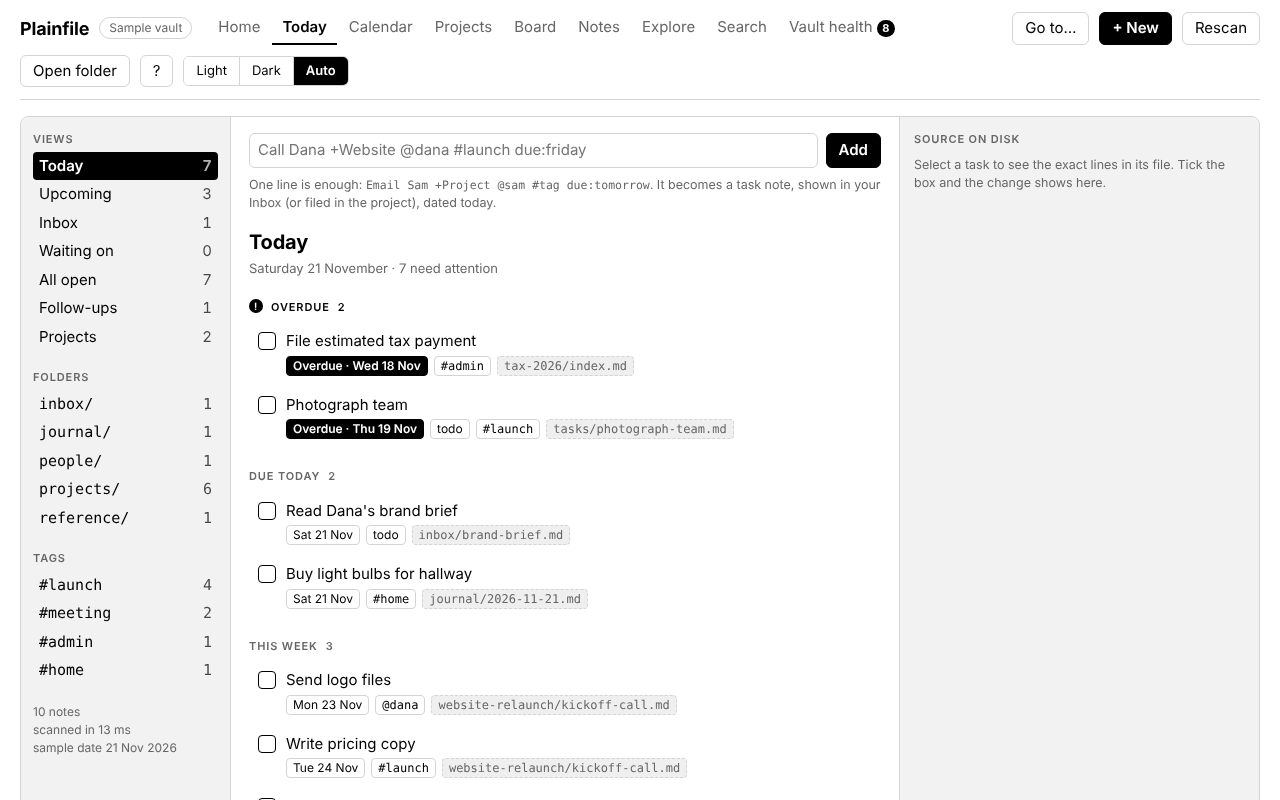 Plainfile Sample vault Home Today Calendar Projects Board Notes Explore Search Vault health 8 Go to... + New Rescan
Open folder ? Light Dark Auto
VIEWS
Today 7
Upcoming 3
Inbox 1
Waiting on 0
All open 7
Follow-ups 1
Projects 2
FOLDERS
inbox/ 1
journal/ 1
people/ 1
projects/ 6
reference/ 1
TAGS
#launch 4
#meeting 2
#admin 1
#home 1
10 notes
scanned in 13 ms
sample date 21 Nov 2026
Call Dana +Website @dana #launch due:friday Add
One line is enough: Email Sam +Project @sam #tag due:tomorrow. It becomes a task note, shown in your
Inbox (or filed in the project), dated today.
Today
Saturday 21 November · 7 need attention
! OVERDUE 2
File estimated tax payment
Overdue · Wed 18 Nov #admin tax-2026/index.md
Photograph team
Overdue · Thu 19 Nov todo #launch tasks/photograph-team.md
DUE TODAY 2
Read Dana's brand brief
Sat 21 Nov todo inbox/brand-brief.md
Buy light bulbs for hallway
Sat 21 Nov #home journal/2026-11-21.md
THIS WEEK 3
Send logo files
Mon 23 Nov @dana website-relaunch/kickoff-call.md
Write pricing copy
Tue 24 Nov #launch website-relaunch/kickoff-call.md
SOURCE ON DISK
Select a task to see the exact lines in its file. Tick the
box and the change shows here.